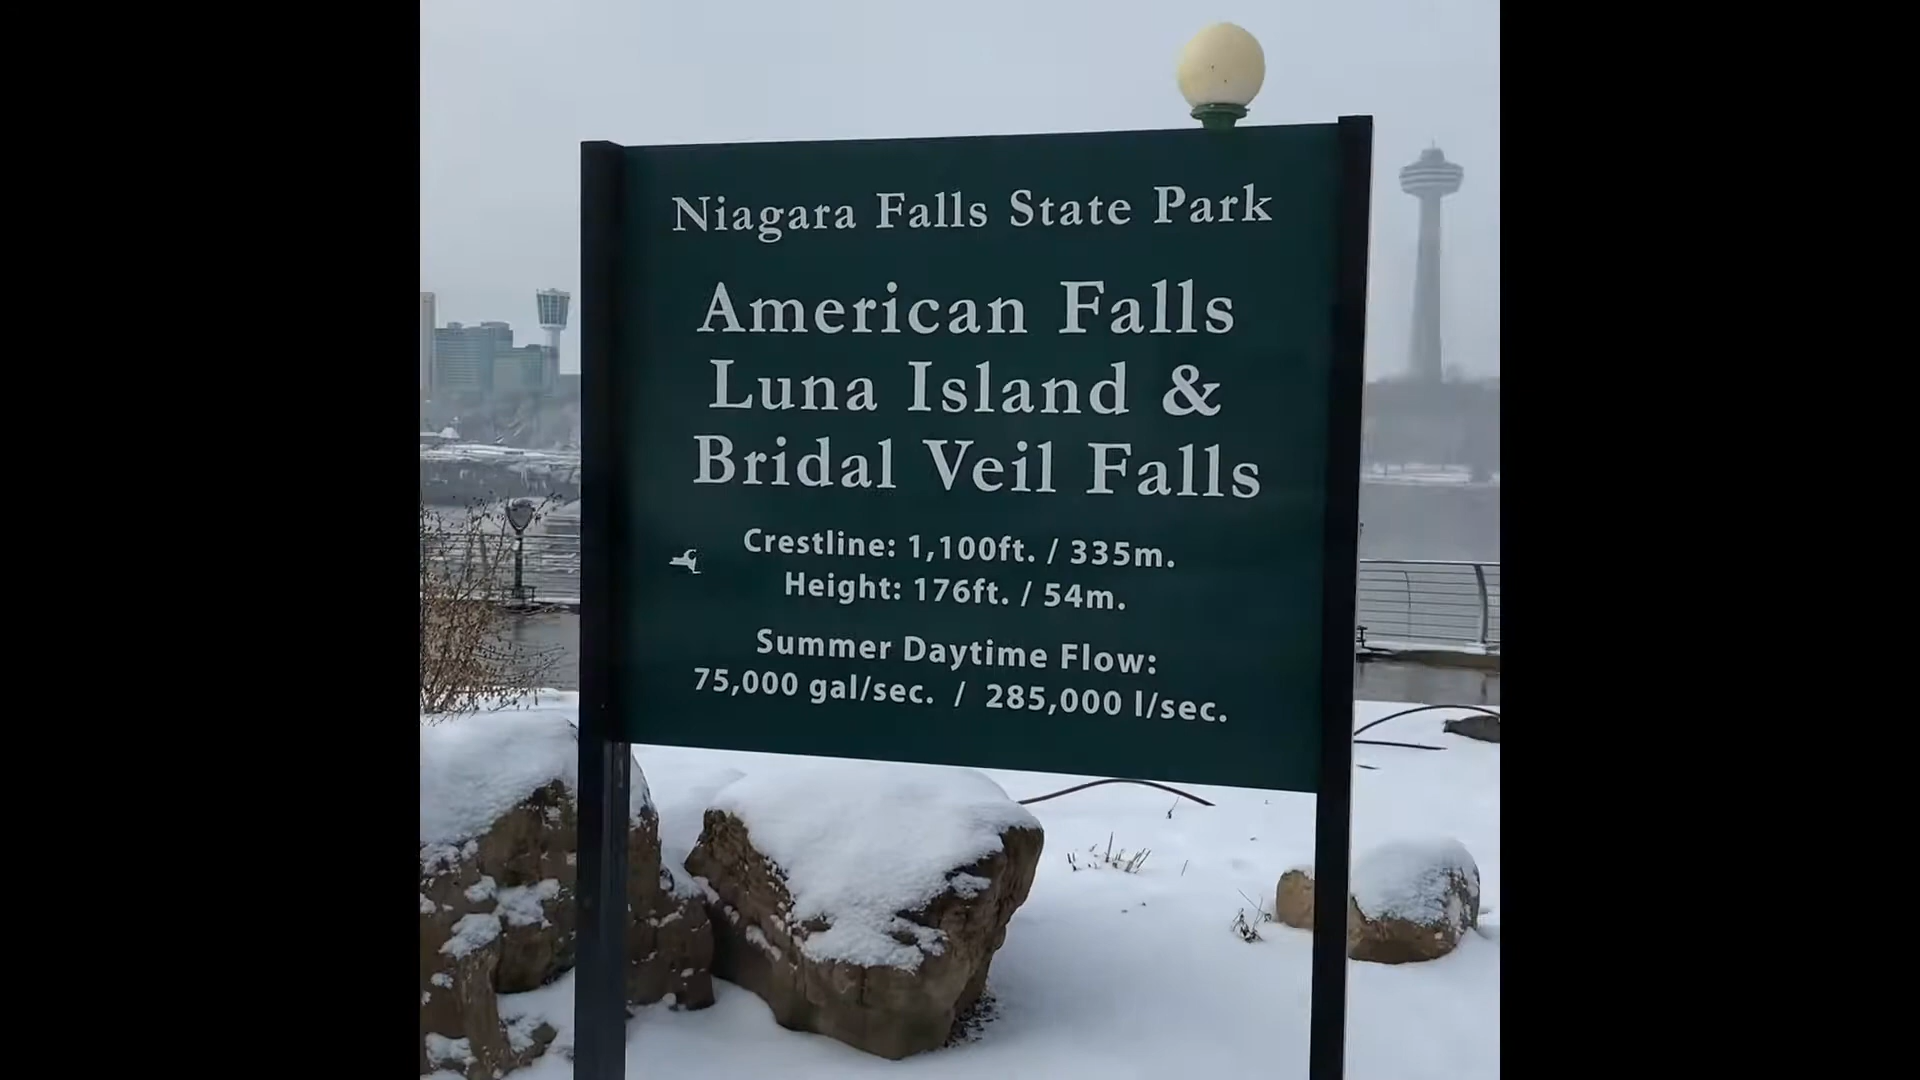 Niagara Falls State Park
American Falls
Luna Island &
Bridal Veil Falls
Crestline: 1,100ft. / 335m.
Height: 176ft. / 54m.
Summer Daytime Flow:
75,000 gal/sec. / 285,000 l/sec.